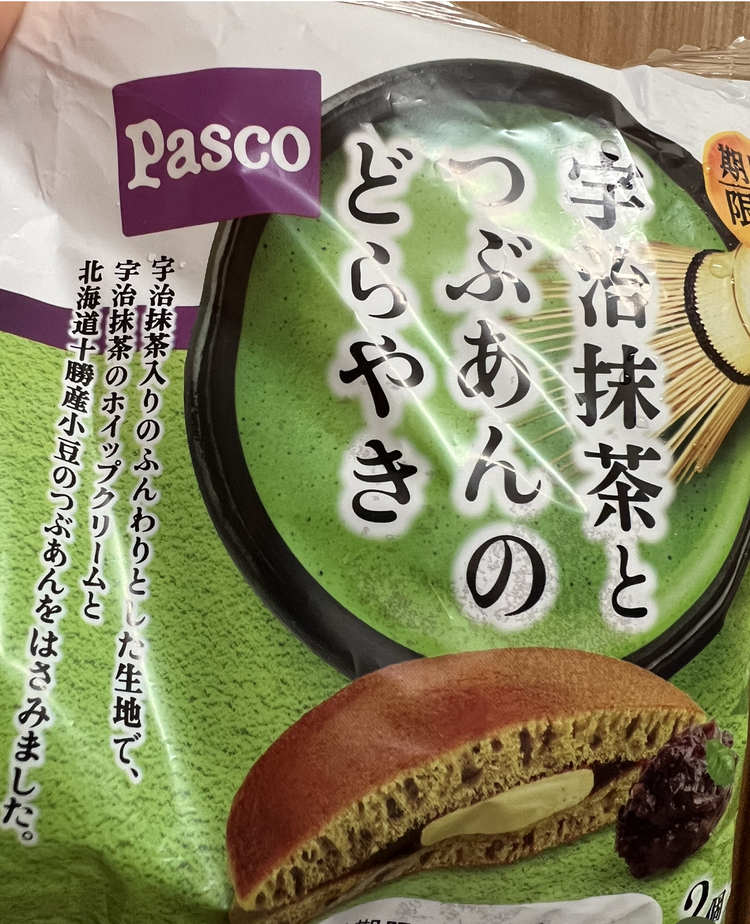 Pasco
宇治抹茶と
つぶあんの
どらやき
宇治抹茶入りのふんわりとした生地で、
宇治抹茶のホイップクリームと
北海道十勝産小豆のつぶあんをはさみました。
期
限
2個